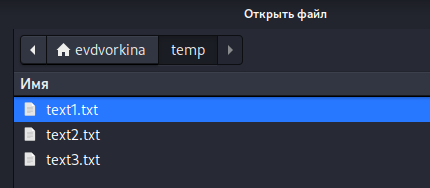 Открыть файл
evdvorkina temp
Имя
text1.txt
text2.txt
text3.txt